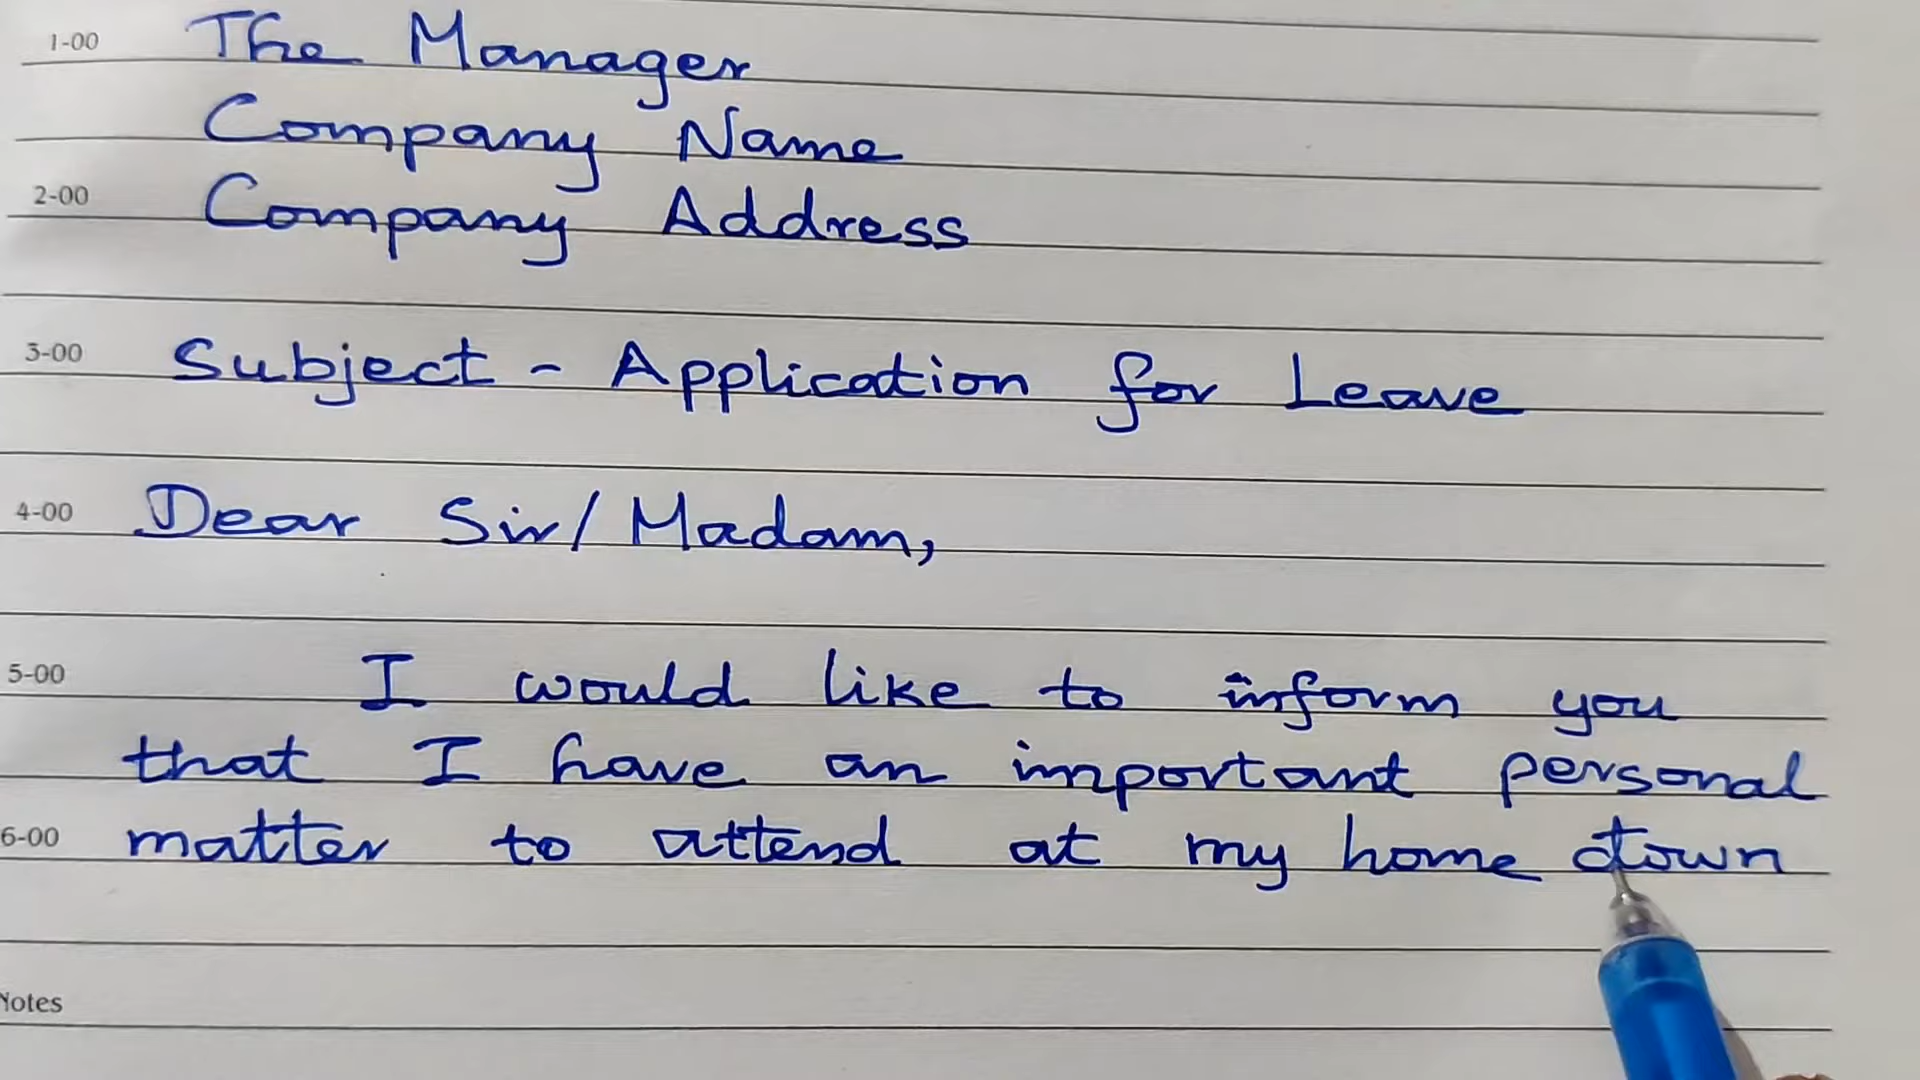 1-00 The Manager
Company Name
2-00 Company Address
3-00 Subject - Application for Leave
4-00 Dear Sir/Madam,
5-00 I would like to inform you
that I have an important personal
6-00 matter to attend at my home town
Notes